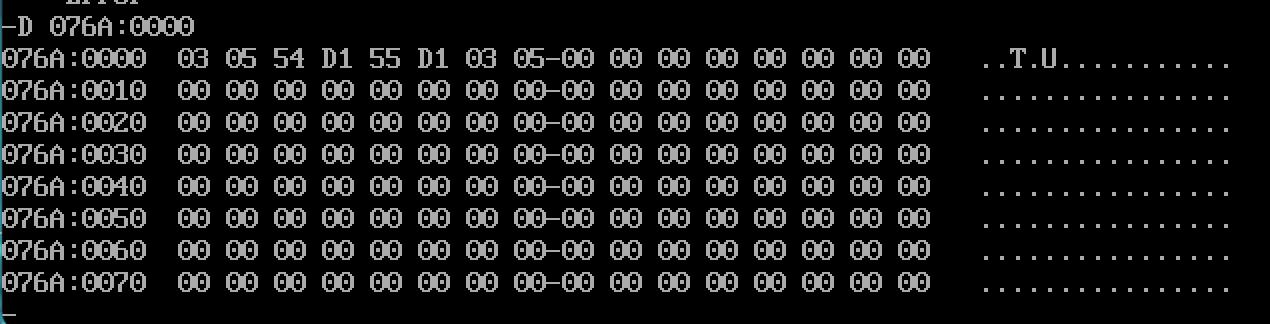 -D 076A:0000
076A:0000 03 05 54 D1 55 D1 03 05-00 00 00 00 00 00 00 00 ..T.U...........
076A:0010 00 00 00 00 00 00 00 00-00 00 00 00 00 00 00 00 ................
076A:0020 00 00 00 00 00 00 00 00-00 00 00 00 00 00 00 00 ................
076A:0030 00 00 00 00 00 00 00 00-00 00 00 00 00 00 00 00 ................
076A:0040 00 00 00 00 00 00 00 00-00 00 00 00 00 00 00 00 ................
076A:0050 00 00 00 00 00 00 00 00-00 00 00 00 00 00 00 00 ................
076A:0060 00 00 00 00 00 00 00 00-00 00 00 00 00 00 00 00 ................
076A:0070 00 00 00 00 00 00 00 00-00 00 00 00 00 00 00 00 ................
-